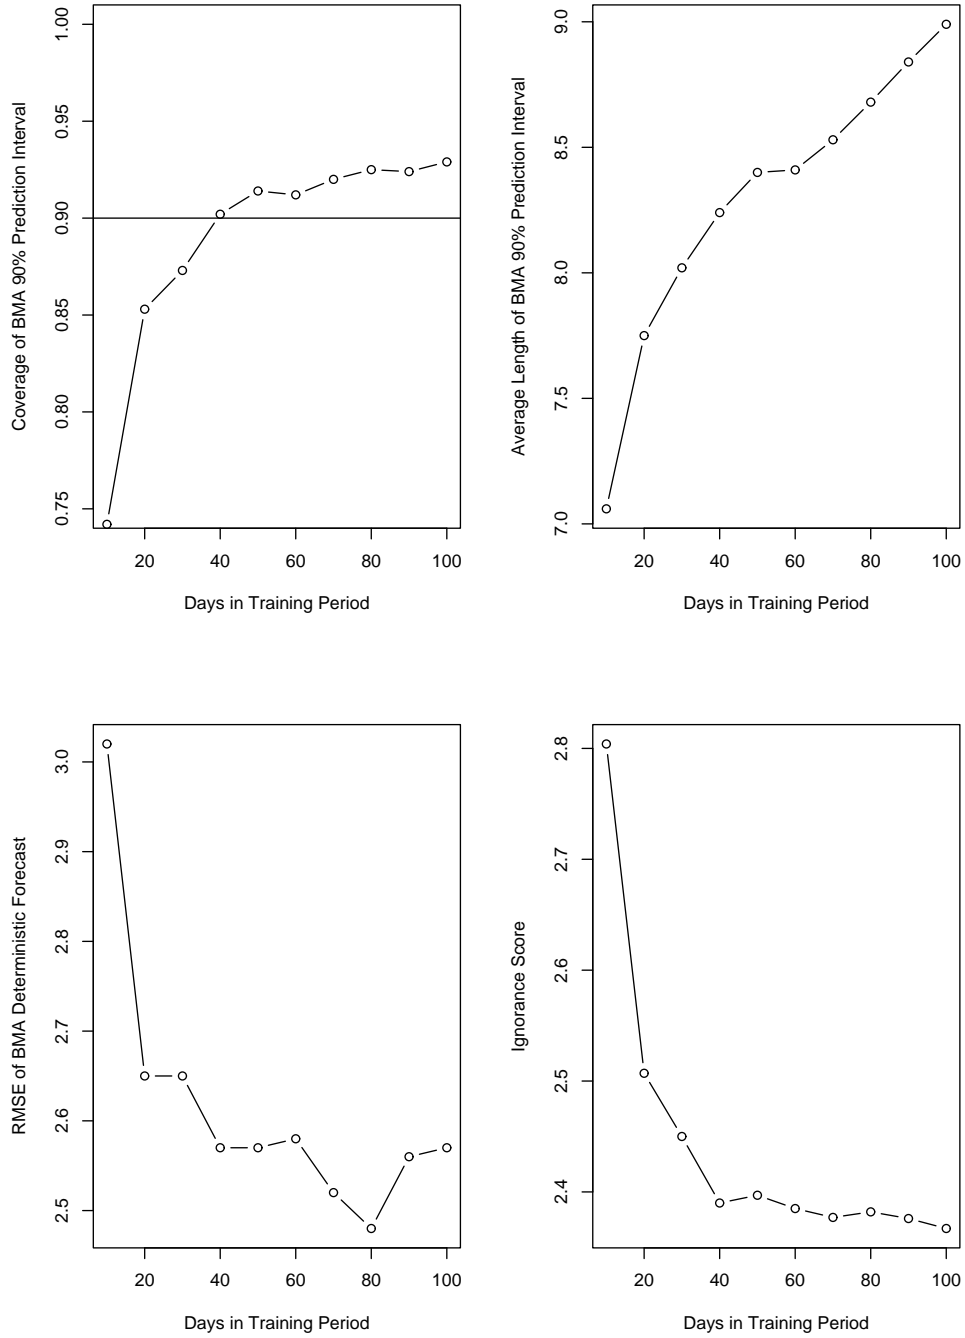 Coverage of BMA 90% Prediction Interval
1.00
0.95
0.90
0.85
0.80
0.75
20 40 60 80 100
Days in Training Period
Average Length of BMA 90% Prediction Interval
9.0
8.5
8.0
7.5
7.0
20 40 60 80 100
Days in Training Period
RMSE of BMA Deterministic Forecast
3.0
2.9
2.8
2.7
2.6
2.5
20 40 60 80 100
Days in Training Period
Ignorance Score
2.8
2.7
2.6
2.5
2.4
20 40 60 80 100
Days in Training Period